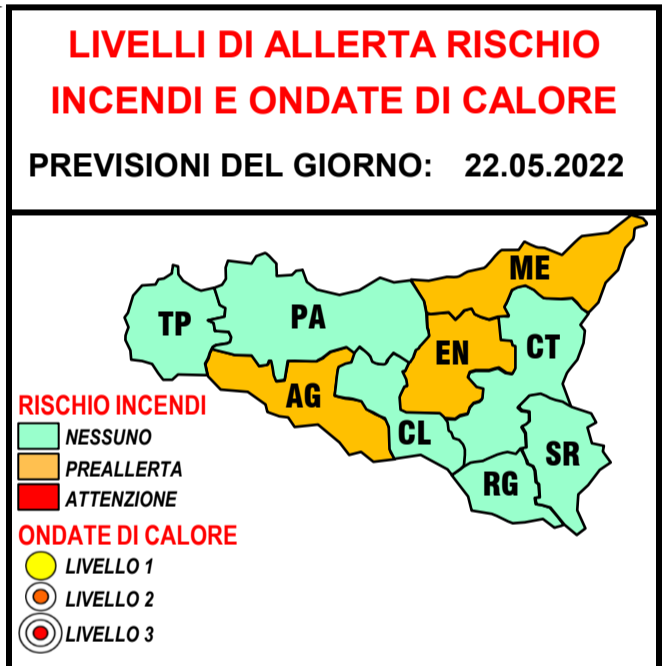 LIVELLI DI ALLERTA RISCHIO
INCENDI E ONDATE DI CALORE
PREVISIONI DEL GIORNO: 22.05.2022
ME
TP
PA
EN
CT
AG
CL
SR
RG
RISCHIO INCENDI
NESSUNO
PREALLERTA
ATTENZIONE
ONDATE DI CALORE
LIVELLO 1
LIVELLO 2
LIVELLO 3